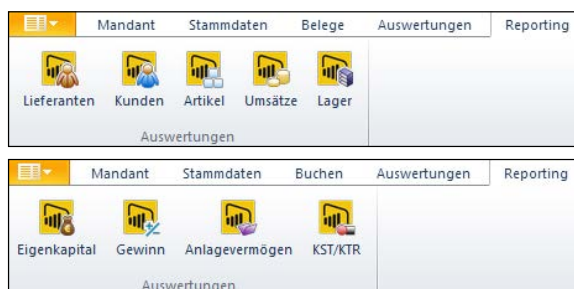 Mandant Stammdaten Belege Auswertungen Reporting
Lieferanten Kunden Artikel Umsätze Lager
Auswertungen
Mandant Stammdaten Buchen Auswertungen Reporting
Eigenkapital Gewinn Anlagevermögen KST/KTR
Auswertungen